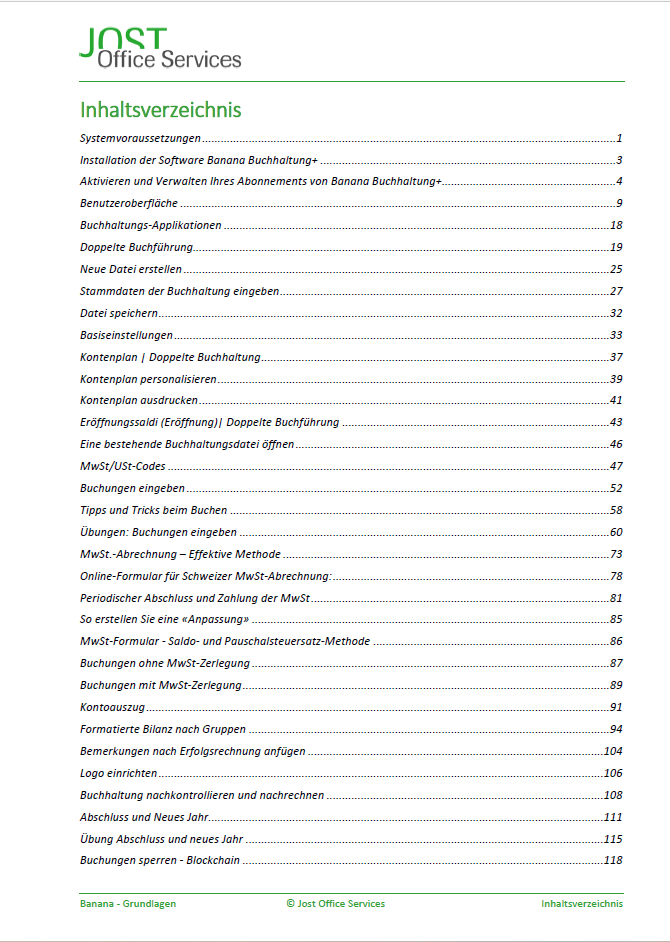 JOST
Office Services
Inhaltsverzeichnis
Systemvoraussetzungen 1
Installation der Software Banana Buchhaltung+ 3
Aktivieren und Verwalten Ihres Abonnements von Banana Buchhaltung+ 4
Benutzeroberfläche 9
Buchhaltungs-Applikationen 18
Doppelte Buchführung 19
Neue Datei erstellen 25
Stammdaten der Buchhaltung eingeben 27
Datei speichern 32
Basiseinstellungen 33
Kontenplan | Doppelte Buchhaltung 37
Kontenplan personalisieren 39
Kontenplan ausdrucken 41
Eröffnungssaldi (Eröffnung)| Doppelte Buchführung 43
Eine bestehende Buchhaltungsdatei öffnen 46
MwSt/USt-Codes 47
Buchungen eingeben 52
Tipps und Tricks beim Buchen 58
Übungen: Buchungen eingeben 60
MwSt.-Abrechnung – Effektive Methode 73
Online-Formular für Schweizer MwSt-Abrechnung: 78
Periodischer Abschluss und Zahlung der MwSt 81
So erstellen Sie eine «Anpassung» 85
MwSt-Formular - Saldo- und Pauschalsteuersatz-Methode 86
Buchungen ohne MwSt-Zerlegung 87
Buchungen mit MwSt-Zerlegung 89
Kontoauszug 91
Formatierte Bilanz nach Gruppen 94
Bemerkungen nach Erfolgsrechnung anfügen 104
Logo einrichten 106
Buchhaltung nachkontrollieren und nachrechnen 108
Abschluss und Neues Jahr 111
Übung Abschluss und neues Jahr 115
Buchungen sperren - Blockchain 118
Banana - Grundlagen © Jost Office Services Inhaltsverzeichnis